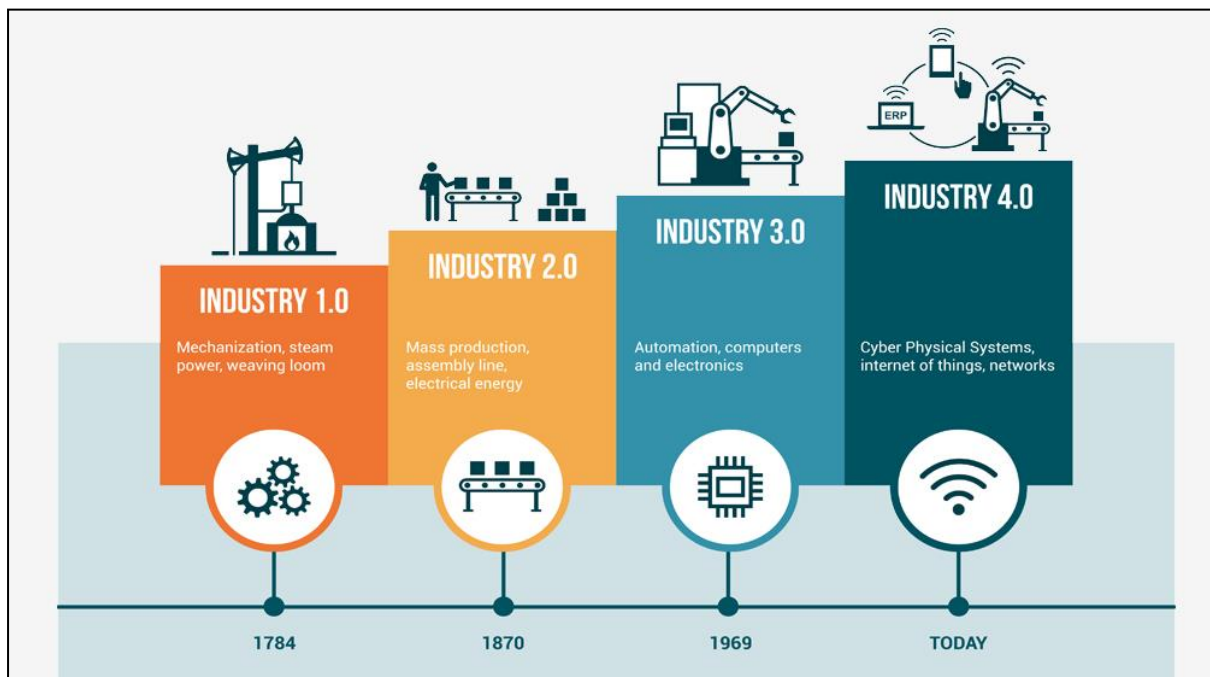 ERP
INDUSTRY 1.0
Mechanization, steam
power, weaving loom
INDUSTRY 2.0
Mass production,
assembly line,
electrical energy
INDUSTRY 3.0
Automation, computers
and electronics
INDUSTRY 4.0
Cyber Physical Systems,
internet of things, networks
1784
1870
1969
TODAY